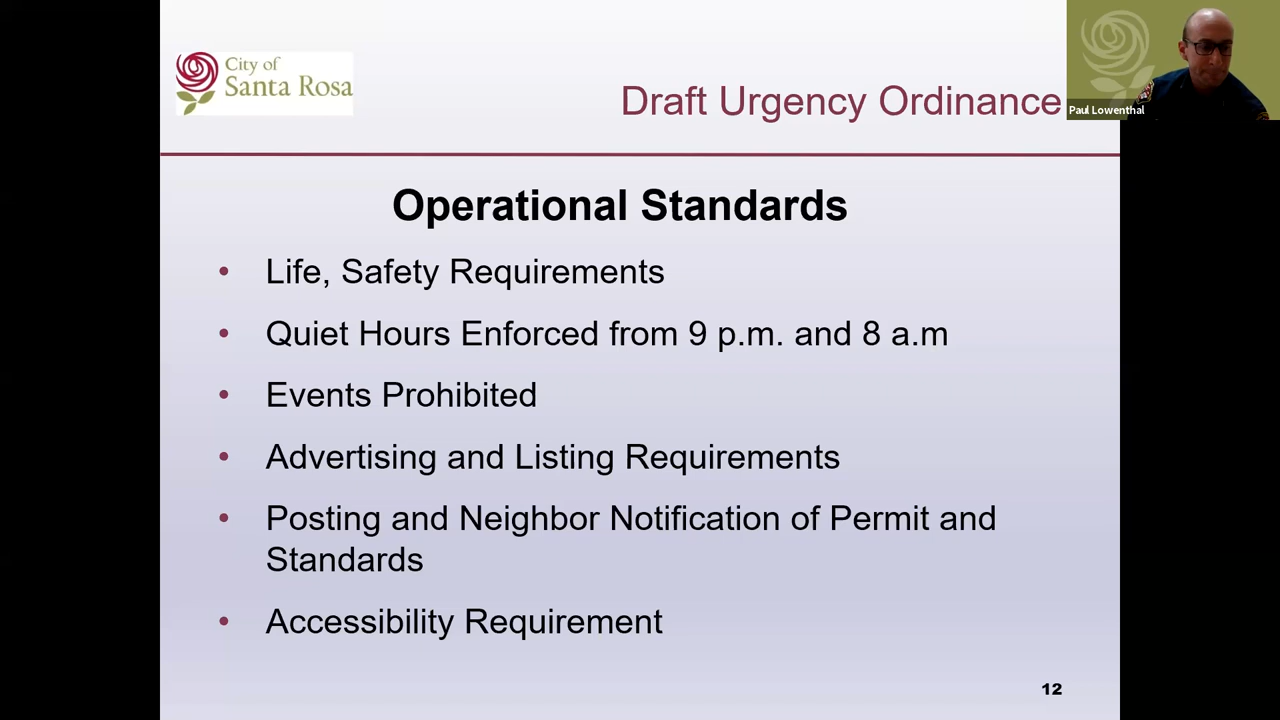 City of
Santa Rosa
Draft Urgency Ordinance
Paul Lowenthal
Operational Standards
• Life, Safety Requirements
• Quiet Hours Enforced from 9 p.m. and 8 a.m
• Events Prohibited
• Advertising and Listing Requirements
• Posting and Neighbor Notification of Permit and
Standards
• Accessibility Requirement
12